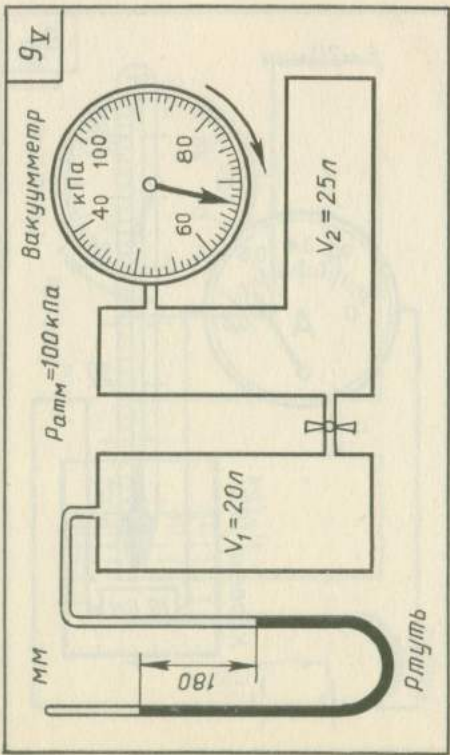 9V
Вакуумметр
Pатм=100кПа
кПа
40
60
80
100
мм
180
V₁=20л
V₂=25л
Ртуть